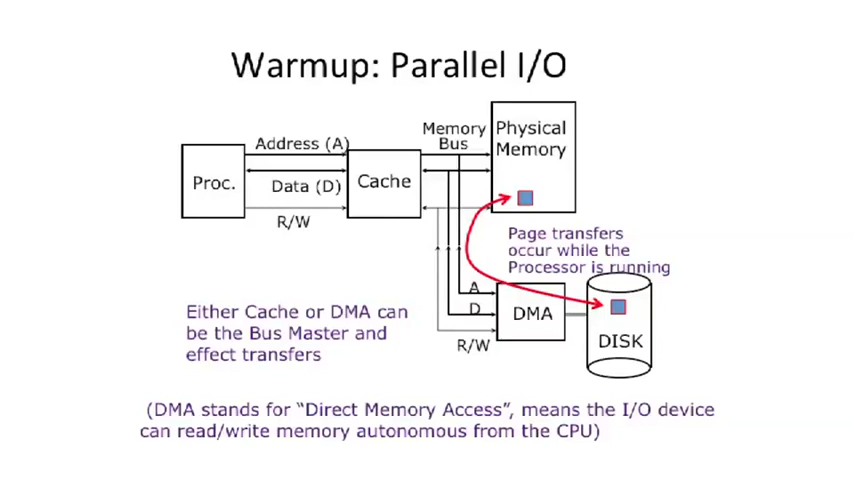 Warmup: Parallel I/O
Proc.
Address (A)
Data (D)
R/W
Cache
Memory
Bus
Physical
Memory
Page transfers
occur while the
Processor is running
A
D
R/W
DMA
DISK
Either Cache or DMA can
be the Bus Master and
effect transfers
(DMA stands for “Direct Memory Access”, means the I/O device
can read/write memory autonomous from the CPU)